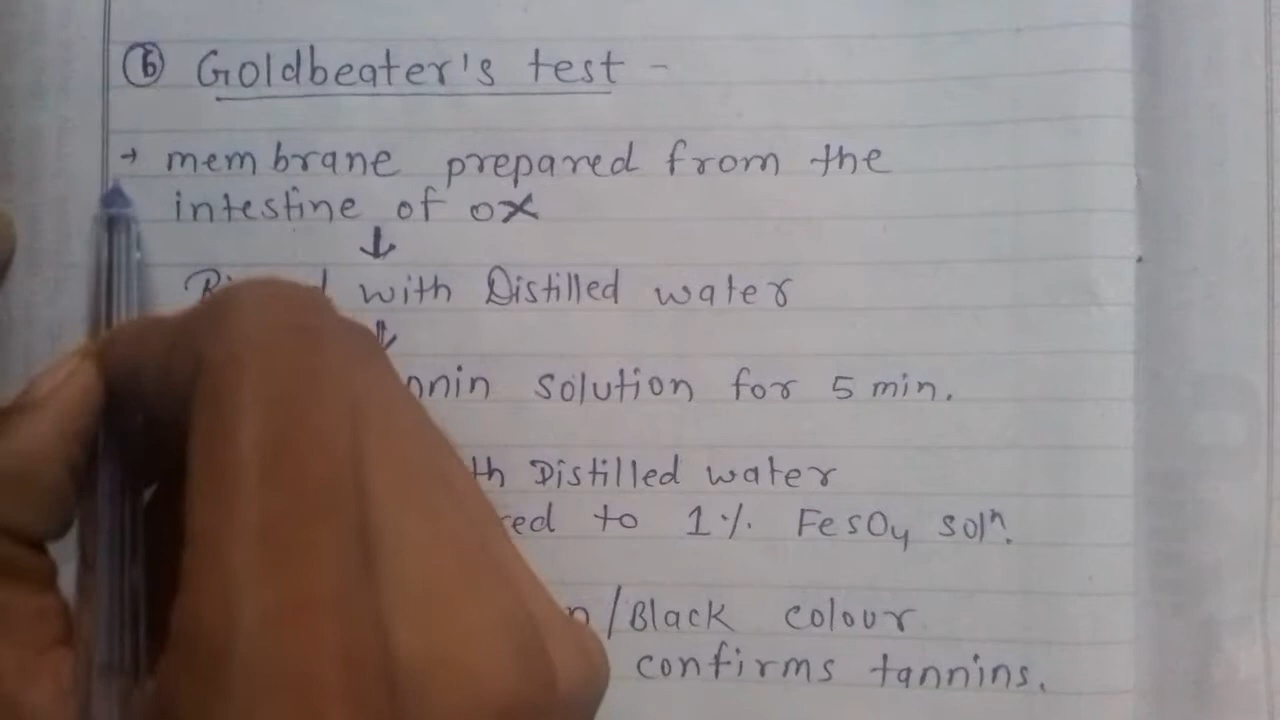 ⑥ Goldbeater's test -
→ membrane prepared from the
intestine of ox
↓
with Distilled water
↓
solution for 5 min.
Distilled water
to 1% FeSO4 solⁿ.
/Black colour
confirms tannins.